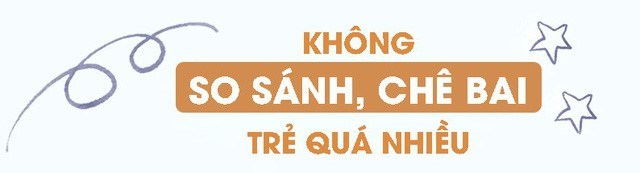 KHÔNG
SO SÁNH, CHÊ BAI
TRẺ QUÁ NHIỀU